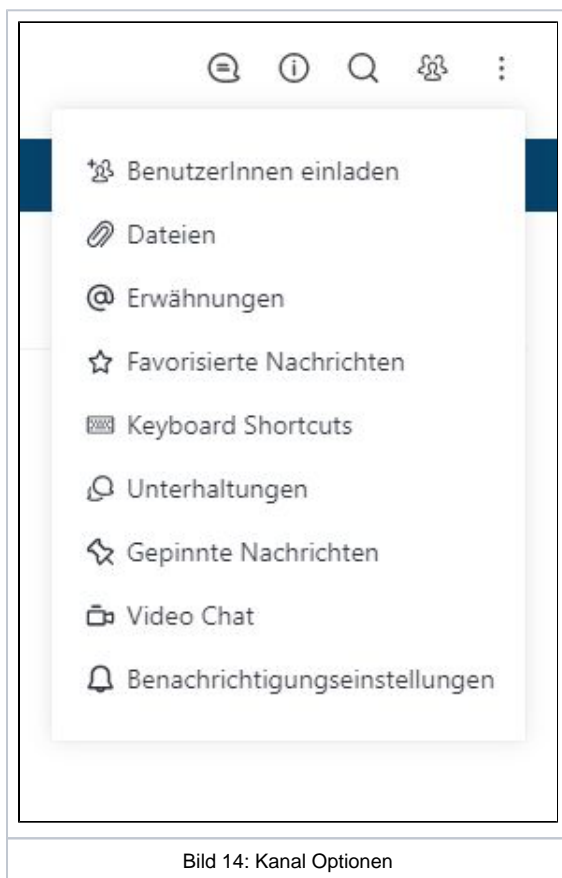 BenutzerInnen einladen
Dateien
Erwähnungen
Favorisierte Nachrichten
Keyboard Shortcuts
Unterhaltungen
Gepinnte Nachrichten
Video Chat
Benachrichtigungseinstellungen
Bild 14: Kanal Optionen